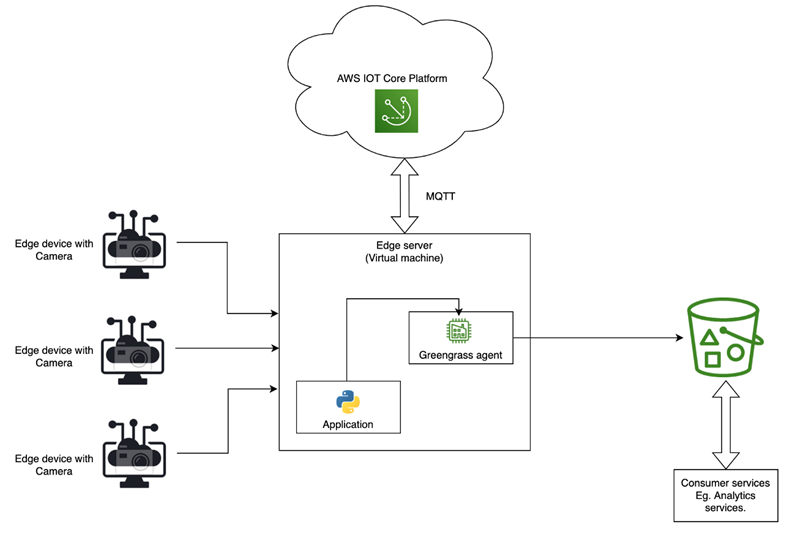 AWS IOT Core Platform
MQTT
Edge server
(Virtual machine)
Edge device with
Camera
Greengrass agent
Edge device with
Camera
Application
Edge device with
Camera
Consumer services
Eg. Analytics
services.